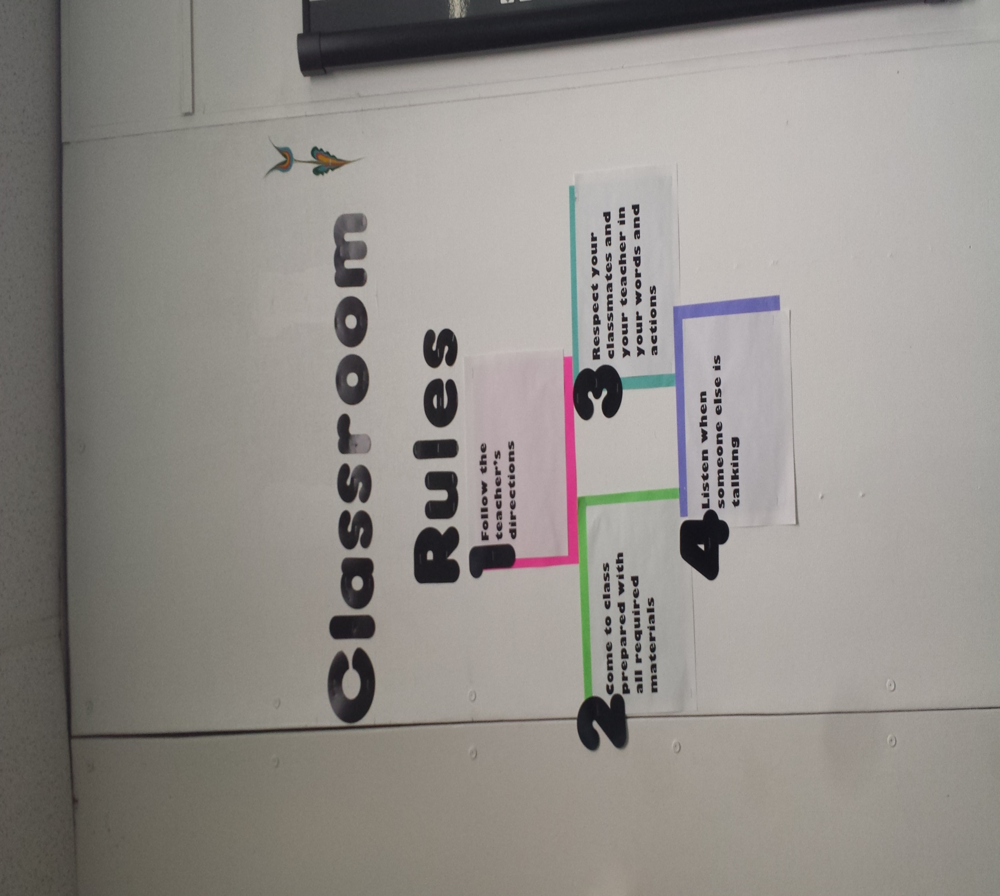 Classroom
Rules
1
Follow the
teacher's
directions
2
Come to class
prepared with
all required
materials
3
Respect your
classmates and
your teacher in
your words and
actions
4
Listen when
someone else is
talking